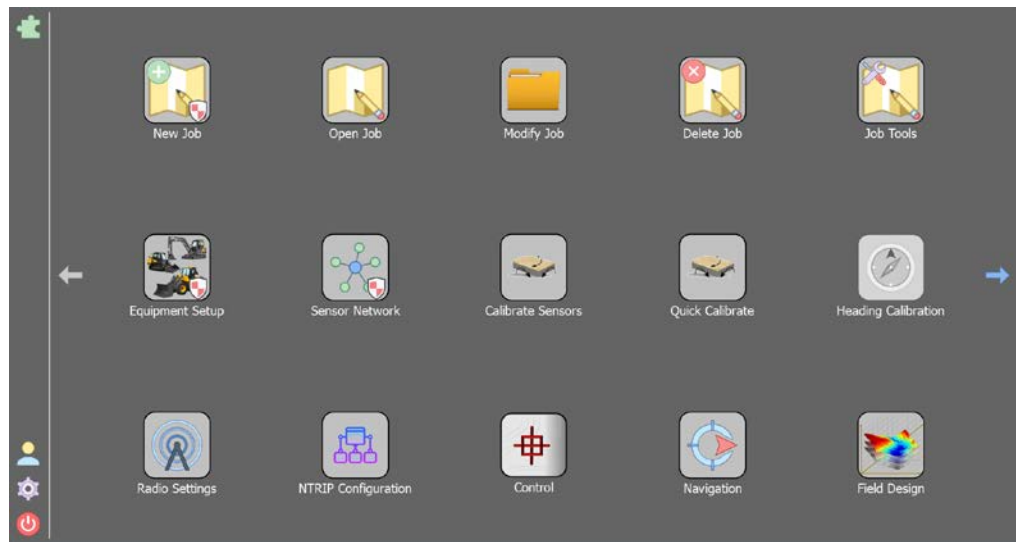 New Job
Open Job
Modify Job
Delete Job
Job Tools
Equipment Setup
Sensor Network
Calibrate Sensors
Quick Calibrate
Heading Calibration
Radio Settings
NTRIP Configuration
Control
Navigation
Field Design